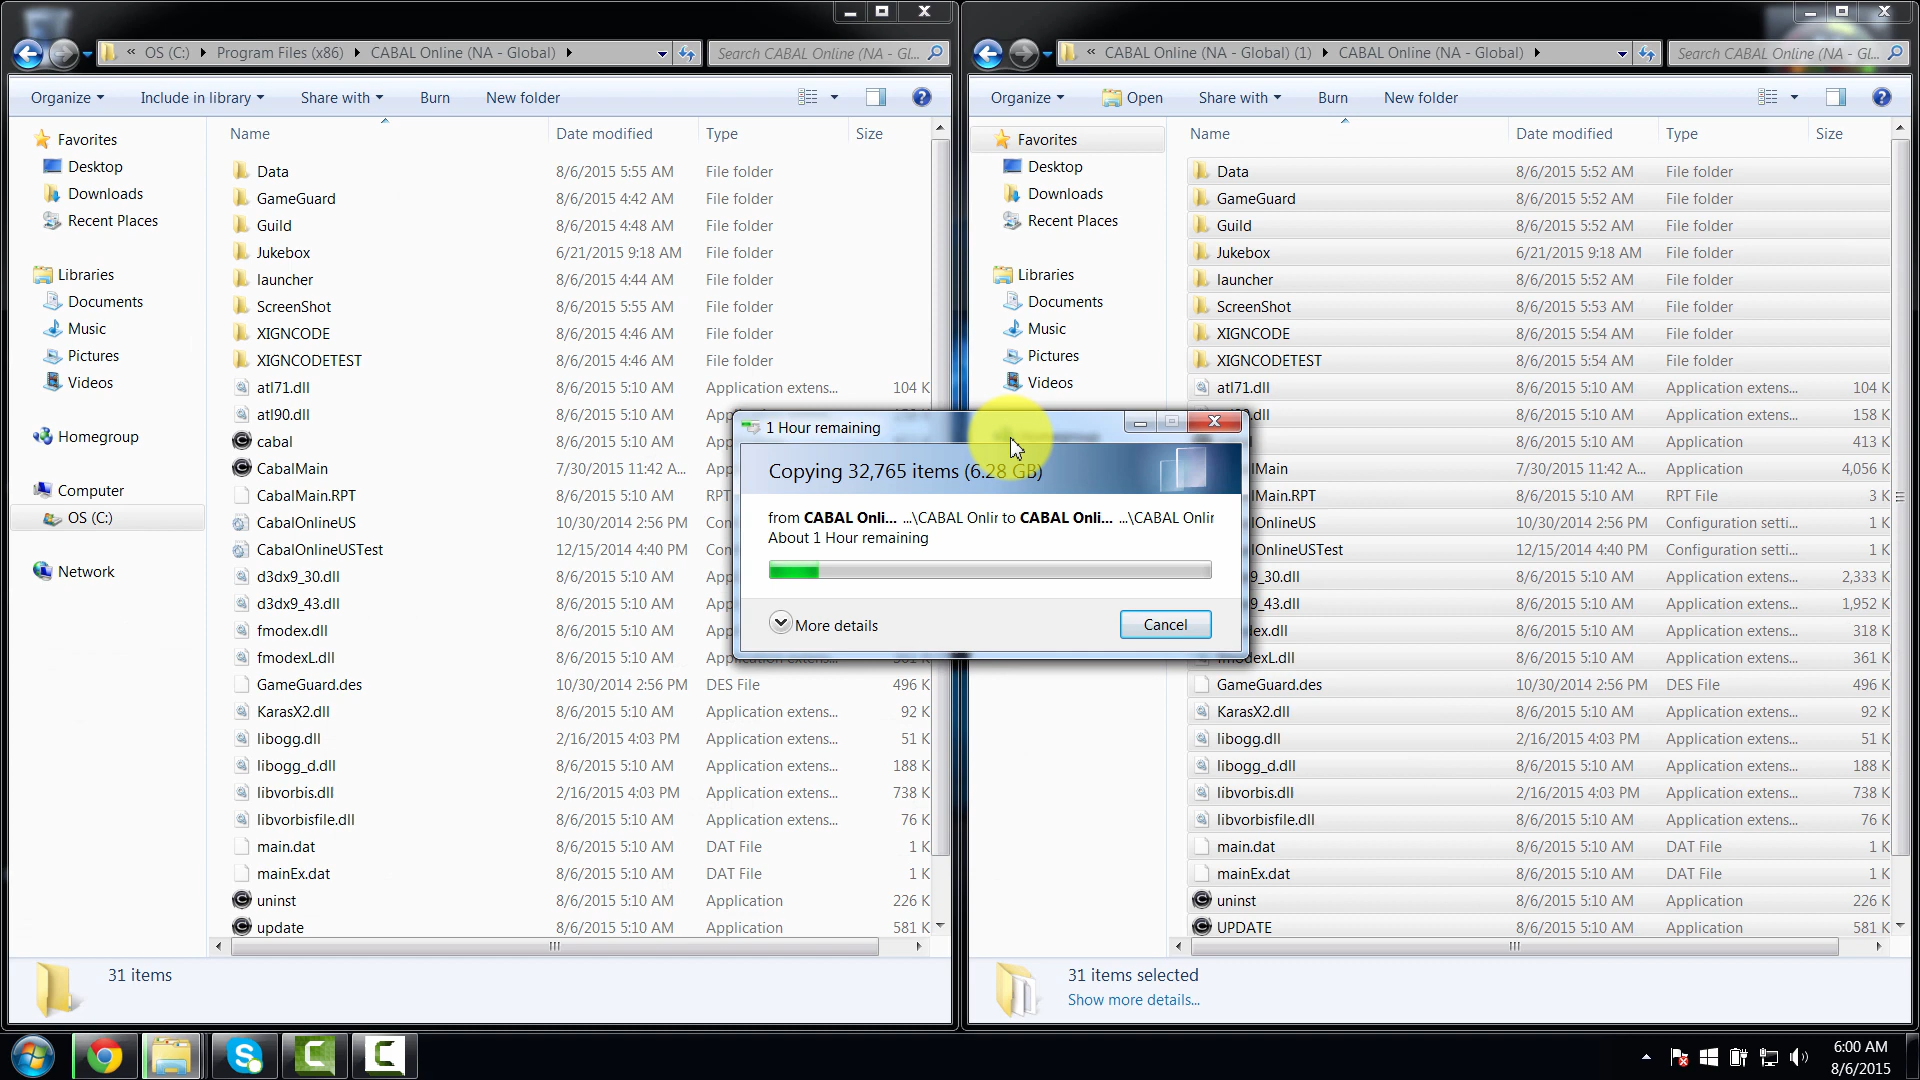 « OS (C:) Program Files (x86) CABAL Online (NA - Global)
Search CABAL Online (NA - Gl...
Organize Include in library Share with Burn New folder
Name Date modified Type Size
Favorites
Desktop
Downloads
Recent Places
Libraries
Documents
Music
Pictures
Videos
Homegroup
Computer
OS (C:)
Network
Data 8/6/2015 5:55 AM File folder
GameGuard 8/6/2015 4:42 AM File folder
Guild 8/6/2015 4:48 AM File folder
Jukebox 6/21/2015 9:18 AM File folder
launcher 8/6/2015 4:44 AM File folder
ScreenShot 8/6/2015 5:55 AM File folder
XIGNCODE 8/6/2015 4:46 AM File folder
XIGNCODETEST 8/6/2015 4:46 AM File folder
atl71.dll 8/6/2015 5:10 AM Application extens... 104 K
atl90.dll 8/6/2015 5:10 AM
cabal 8/6/2015 5:10 AM
CabalMain 7/30/2015 11:42 A...
CabalMain.RPT 8/6/2015 5:10 AM RPT
CabalOnlineUS 10/30/2014 2:56 PM
CabalOnlineUSTest 12/15/2014 4:40 PM
d3dx9_30.dll 8/6/2015 5:10 AM
d3dx9_43.dll 8/6/2015 5:10 AM
fmodex.dll 8/6/2015 5:10 AM
fmodexL.dll 8/6/2015 5:10 AM
GameGuard.des 10/30/2014 2:56 PM DES File 496 K
KarasX2.dll 8/6/2015 5:10 AM Application extens... 92 K
libogg.dll 2/16/2015 4:03 PM Application extens... 51 K
libogg_d.dll 8/6/2015 5:10 AM Application extens... 188 K
libvorbis.dll 2/16/2015 4:03 PM Application extens... 738 K
libvorbisfile.dll 8/6/2015 5:10 AM Application extens... 76 K
main.dat 8/6/2015 5:10 AM DAT File 1 K
mainEx.dat 8/6/2015 5:10 AM DAT File 1 K
uninst 8/6/2015 5:10 AM Application 226 K
update 8/6/2015 5:10 AM Application 581 K
31 items
1 Hour remaining
Copying 32,765 items (6.28 GB)
from CABAL Onli... ...\CABAL Onlin to CABAL Onli... ...\CABAL Onlin
About 1 Hour remaining
More details
Cancel
« CABAL Online (NA - Global) (1) CABAL Online (NA - Global)
Search CABAL Online (NA - Gl...
Organize Open Share with Burn New folder
Name Date modified Type Size
Favorites
Desktop
Downloads
Recent Places
Libraries
Documents
Music
Pictures
Videos
Data 8/6/2015 5:52 AM File folder
GameGuard 8/6/2015 5:52 AM File folder
Guild 8/6/2015 5:52 AM File folder
Jukebox 6/21/2015 9:18 AM File folder
launcher 8/6/2015 5:52 AM File folder
ScreenShot 8/6/2015 5:53 AM File folder
XIGNCODE 8/6/2015 5:54 AM File folder
XIGNCODETEST 8/6/2015 5:54 AM File folder
atl71.dll 8/6/2015 5:10 AM Application extens... 104 K
.dll 8/6/2015 5:10 AM Application extens... 158 K
8/6/2015 5:10 AM Application 413 K
lMain 7/30/2015 11:42 A... Application 4,056 K
lMain.RPT 8/6/2015 5:10 AM RPT File 3 K
lOnlineUS 10/30/2014 2:56 PM Configuration setti... 1 K
lOnlineUSTest 12/15/2014 4:40 PM Configuration setti... 1 K
9_30.dll 8/6/2015 5:10 AM Application extens... 2,333 K
9_43.dll 8/6/2015 5:10 AM Application extens... 1,952 K
dex.dll 8/6/2015 5:10 AM Application extens... 318 K
fmodexL.dll 8/6/2015 5:10 AM Application extens... 361 K
GameGuard.des 10/30/2014 2:56 PM DES File 496 K
KarasX2.dll 8/6/2015 5:10 AM Application extens... 92 K
libogg.dll 2/16/2015 4:03 PM Application extens... 51 K
libogg_d.dll 8/6/2015 5:10 AM Application extens... 188 K
libvorbis.dll 2/16/2015 4:03 PM Application extens... 738 K
libvorbisfile.dll 8/6/2015 5:10 AM Application extens... 76 K
main.dat 8/6/2015 5:10 AM DAT File 1 K
mainEx.dat 8/6/2015 5:10 AM DAT File 1 K
uninst 8/6/2015 5:10 AM Application 226 K
UPDATE 8/6/2015 5:10 AM Application 581 K
31 items selected
Show more details...
6:00 AM
8/6/2015